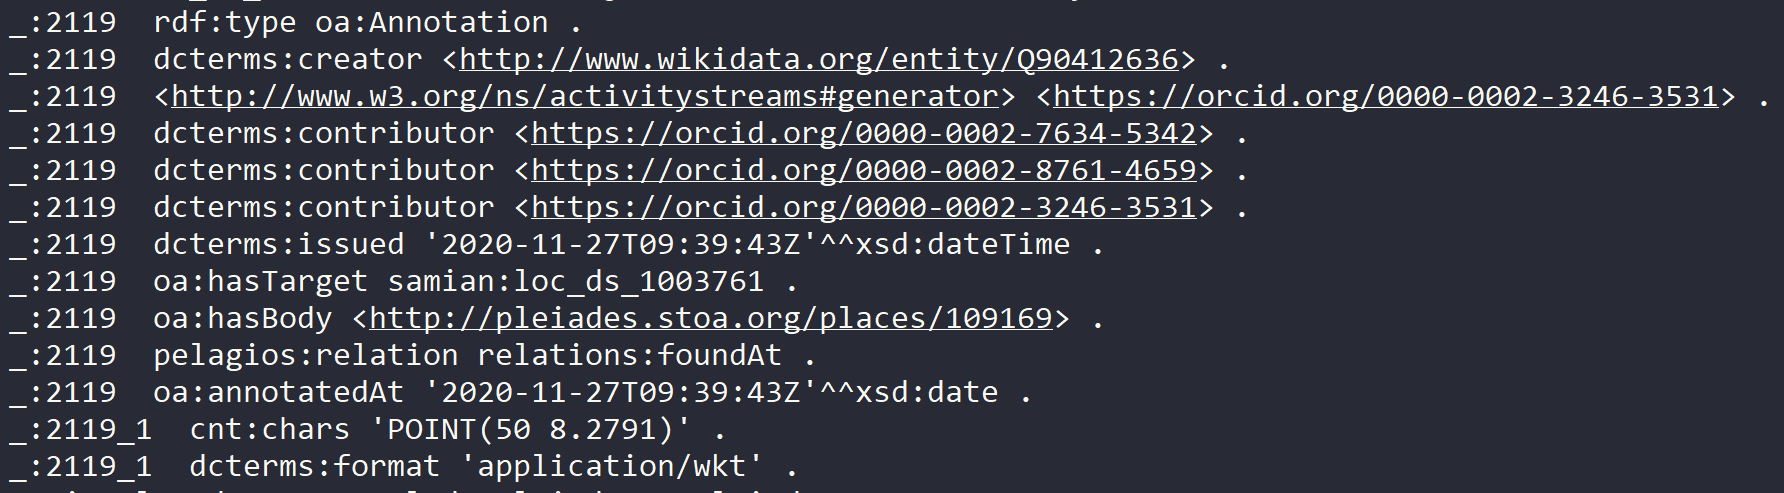 _:2119  rdf:type oa:Annotation .
_:2119  dcterms:creator <http://www.wikidata.org/entity/Q90412636> .
_:2119  <http://www.w3.org/ns/activitystreams#generator> <https://orcid.org/0000-0002-3246-3531> .
_:2119  dcterms:contributor <https://orcid.org/0000-0002-7634-5342> .
_:2119  dcterms:contributor <https://orcid.org/0000-0002-8761-4659> .
_:2119  dcterms:contributor <https://orcid.org/0000-0002-3246-3531> .
_:2119  dcterms:issued '2020-11-27T09:39:43Z'^^xsd:dateTime .
_:2119  oa:hasTarget samian:loc_ds_1003761 .
_:2119  oa:hasBody <http://pleiades.stoa.org/places/109169> .
_:2119  pelagios:relation relations:foundAt .
_:2119  oa:annotatedAt '2020-11-27T09:39:43Z'^^xsd:date .
_:2119_1  cnt:chars 'POINT(50 8.2791)' .
_:2119_1  dcterms:format 'application/wkt' .